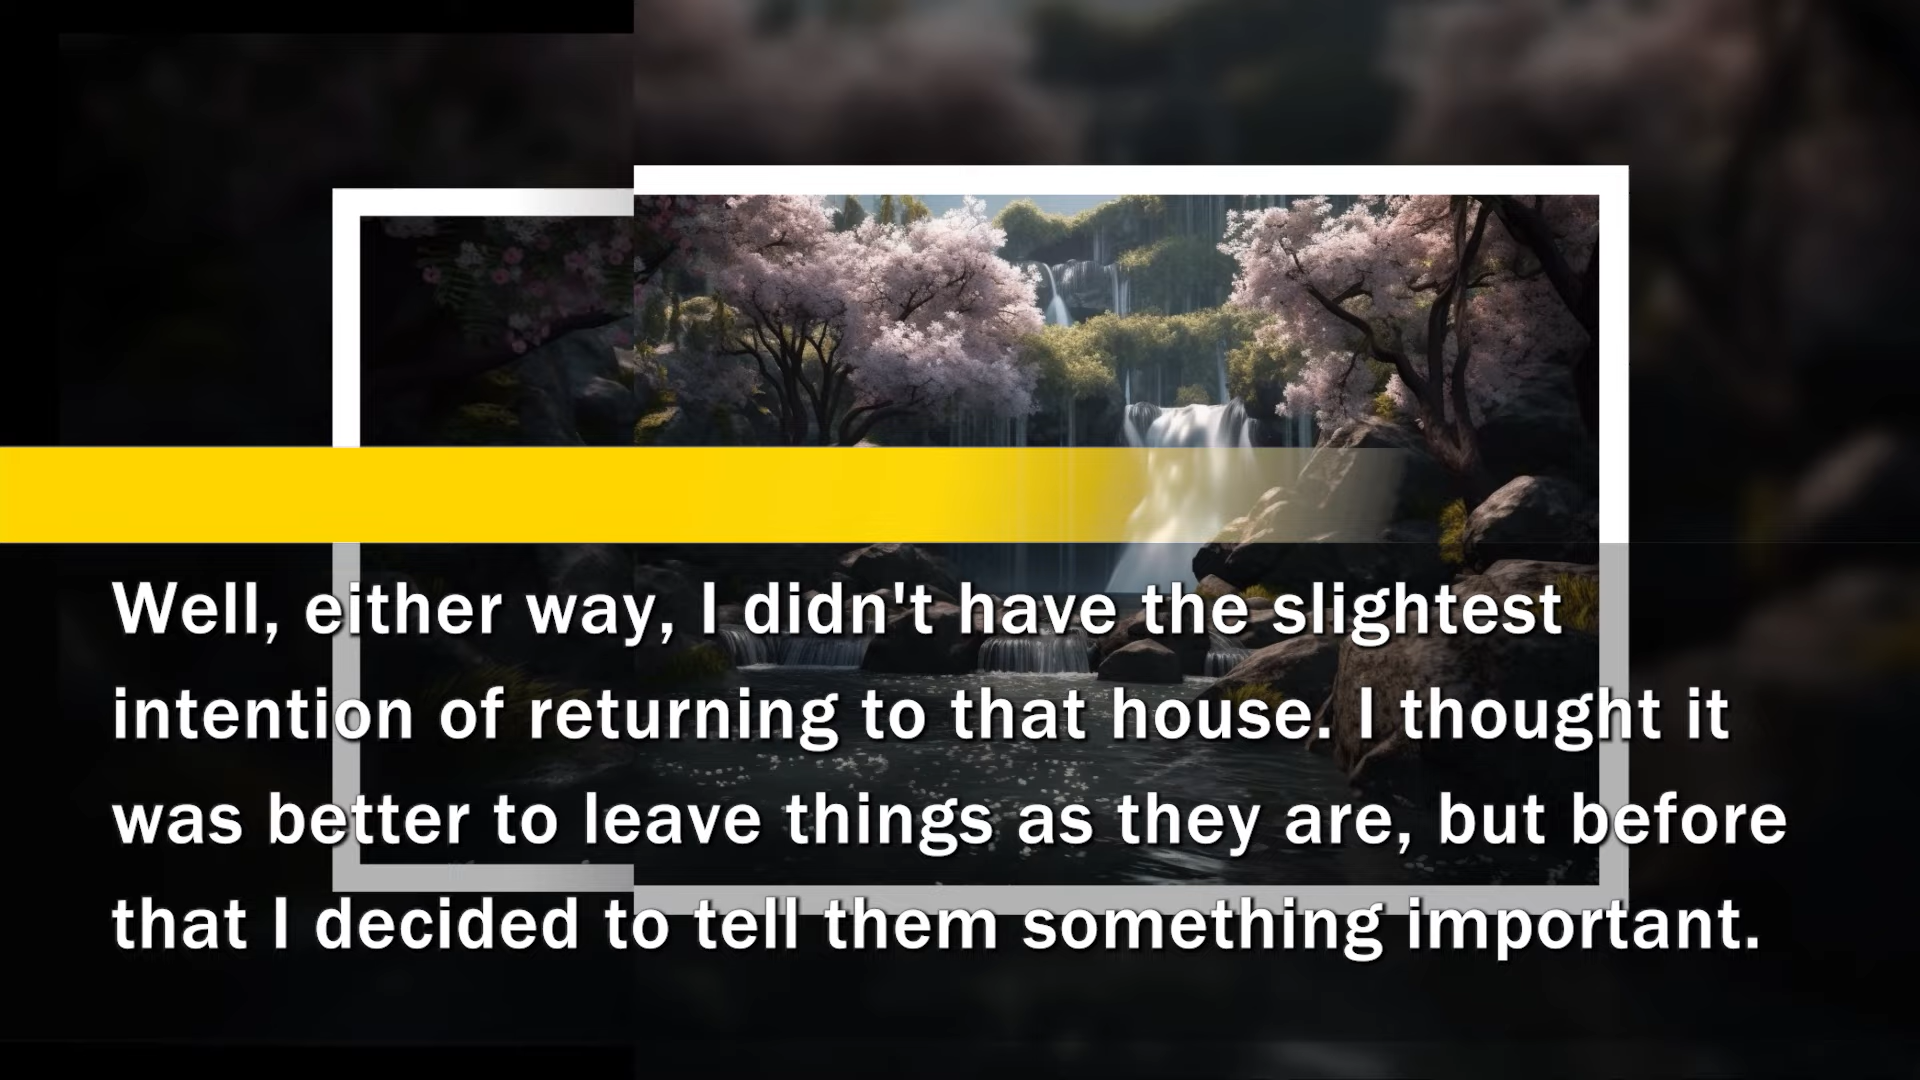 Well, either way, I didn't have the slightest
intention of returning to that house. I thought it
was better to leave things as they are, but before
that I decided to tell them something important.